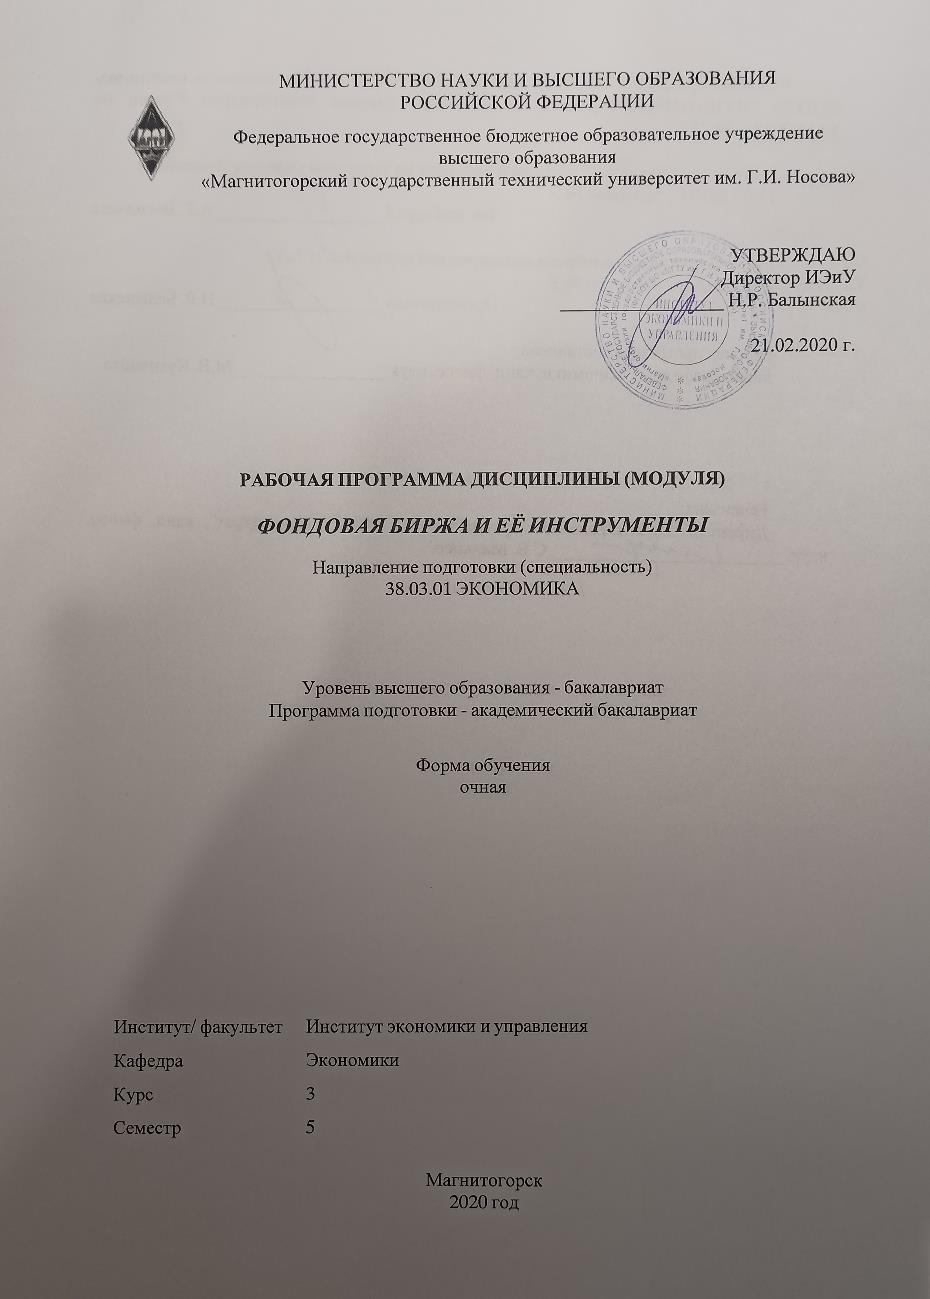 МИНИСТЕРСТВО НАУКИ И ВЫСШЕГО ОБРАЗОВАНИЯ
РОССИЙСКОЙ ФЕДЕРАЦИИ
Федеральное государственное бюджетное образовательное учреждение
высшего образования
«Магнитогорский государственный технический университет им. Г.И. Носова»
УТВЕРЖДАЮ
Директор ИЭиУ
Н.Р. Балынская
ИНСТИТУТ
ЭКОНОМИКИ И
УПРАВЛЕНИЯ
21.02.2020 г.
РАБОЧАЯ ПРОГРАММА ДИСЦИПЛИНЫ (МОДУЛЯ)
ФОНДОВАЯ БИРЖА И ЕЁ ИНСТРУМЕНТЫ
Направление подготовки (специальность)
38.03.01 ЭКОНОМИКА
Уровень высшего образования - бакалавриат
Программа подготовки - академический бакалавриат
Форма обучения
очная
Институт/ факультет Институт экономики и управления
Кафедра Экономики
Курс 3
Семестр 5
Магнитогорск
2020 год